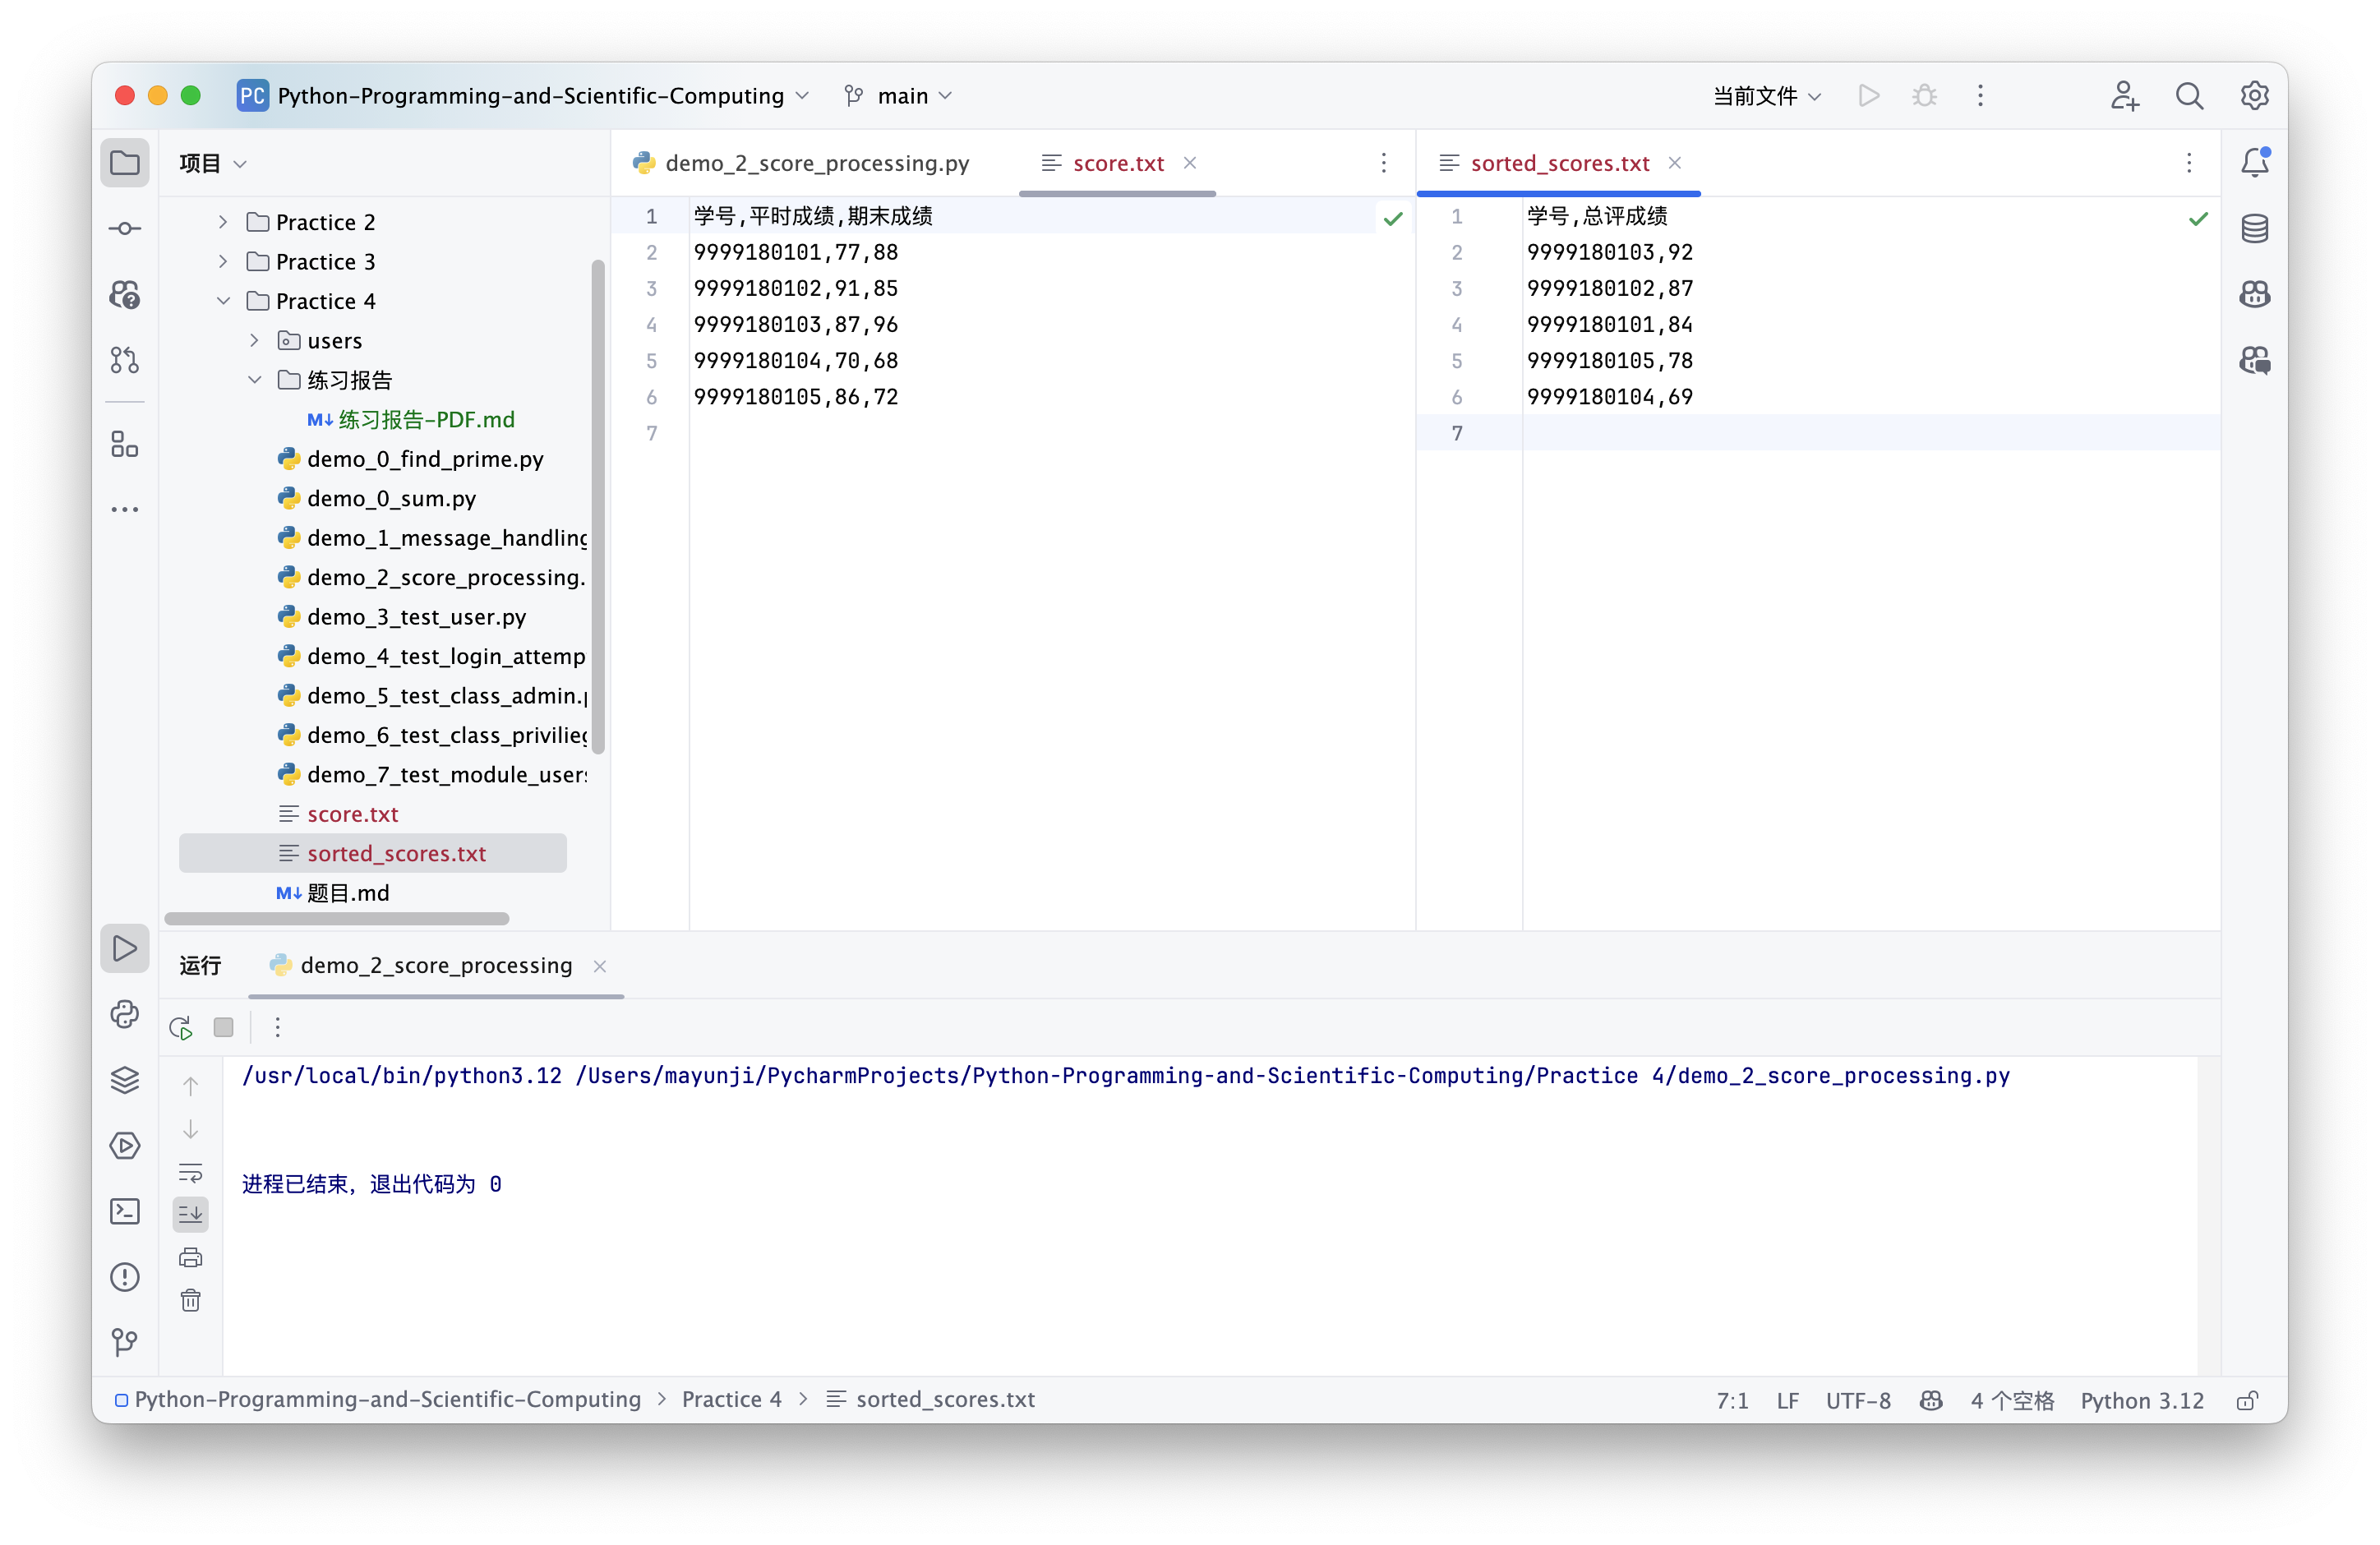 PC Python-Programming-and-Scientific-Computing main 当前文件
项目
Practice 2
Practice 3
Practice 4
users
练习报告
M↓ 练习报告-PDF.md
demo_0_find_prime.py
demo_0_sum.py
demo_1_message_handling
demo_2_score_processing.
demo_3_test_user.py
demo_4_test_login_attemp
demo_5_test_class_admin.p
demo_6_test_class_privilieg
demo_7_test_module_users
score.txt
sorted_scores.txt
M↓ 题目.md
demo_2_score_processing.py score.txt
1 学号,平时成绩,期末成绩
2 9999180101,77,88
3 9999180102,91,85
4 9999180103,87,96
5 9999180104,70,68
6 9999180105,86,72
7
sorted_scores.txt
1 学号,总评成绩
2 9999180103,92
3 9999180102,87
4 9999180101,84
5 9999180105,78
6 9999180104,69
7
运行 demo_2_score_processing
/usr/local/bin/python3.12 /Users/mayunji/PycharmProjects/Python-Programming-and-Scientific-Computing/Practice 4/demo_2_score_processing.py
进程已结束，退出代码为 0
Python-Programming-and-Scientific-Computing > Practice 4 > sorted_scores.txt 7:1 LF UTF-8 4 个空格 Python 3.12